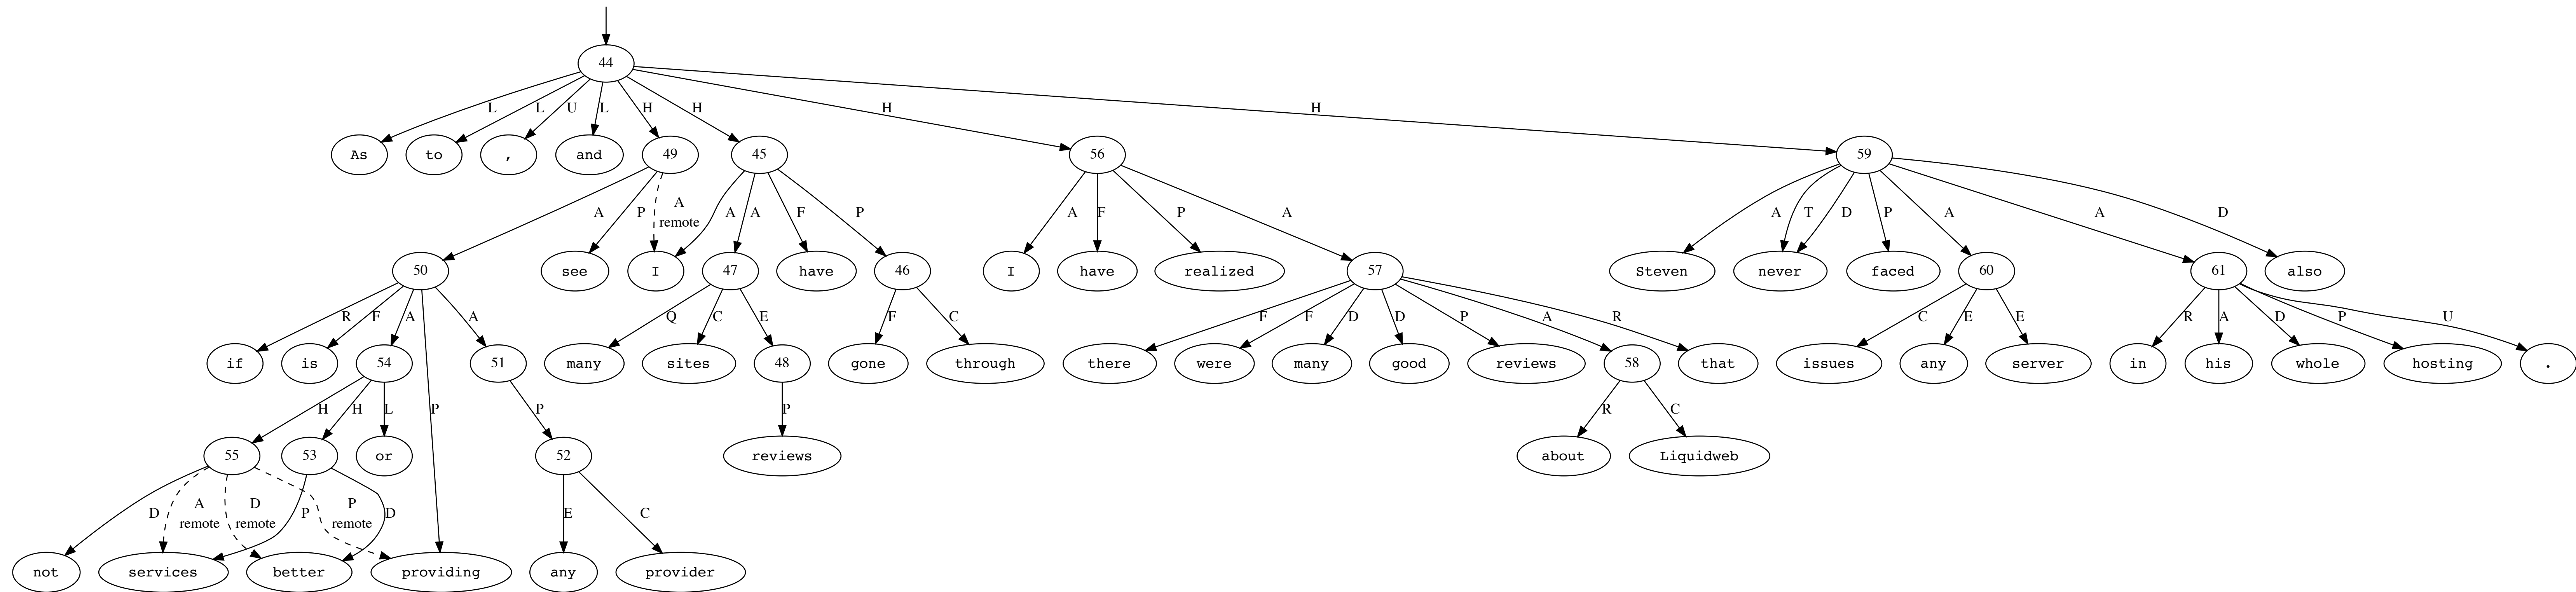 44
L L U L H H H H
As to , and 49 45 56 59
A P A remote A A F P A F P A A T D P A A D
50 see I 47 have 46 I have realized 57 Steven never faced 60 61 also
R F A P A Q C E F C F F D D P A R C E E R A D P U
if is 54 51 many sites 48 gone through there were many good reviews 58 that issues any server in his whole hosting .
H H L P P R C
55 53 or 52 reviews about Liquidweb
D A remote D remote P remote P D E C
not services better providing any provider